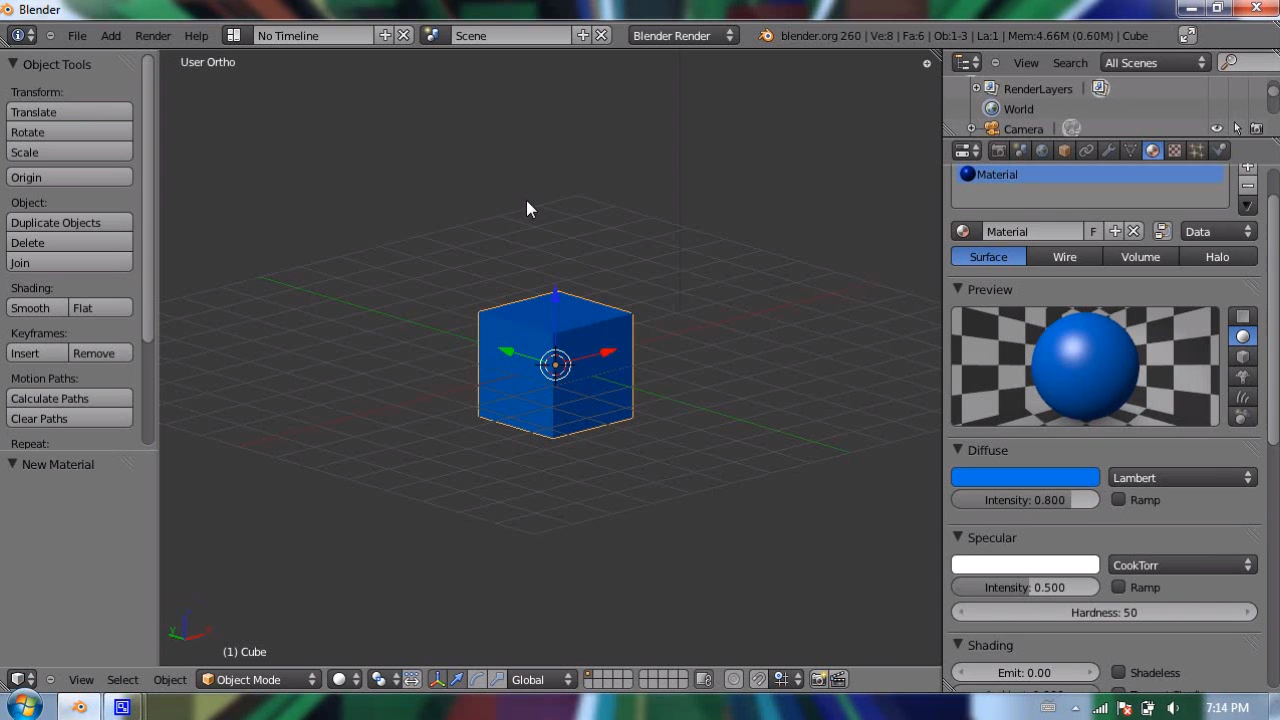 Blender
File Add Render Help No Timeline Scene Blender Render blender.org 260 | Ve:8 | Fa:6 | Ob:1-3 | La:1 | Mem:4.66M (0.60M) | Cube
Object Tools
Transform:
Translate
Rotate
Scale
Origin
Object:
Duplicate Objects
Delete
Join
Shading:
Smooth Flat
Keyframes:
Insert Remove
Motion Paths:
Calculate Paths
Clear Paths
Repeat:
New Material
User Ortho
(1) Cube
View Select Object Object Mode Global
View Search All Scenes
RenderLayers |
World
Camera |
Material
Material F Data
Surface Wire Volume Halo
Preview
Diffuse
Lambert
Intensity: 0.800 Ramp
Specular
CookTorr
Intensity: 0.500 Ramp
Hardness: 50
Shading
Emit: 0.00 Shadeless
7:14 PM